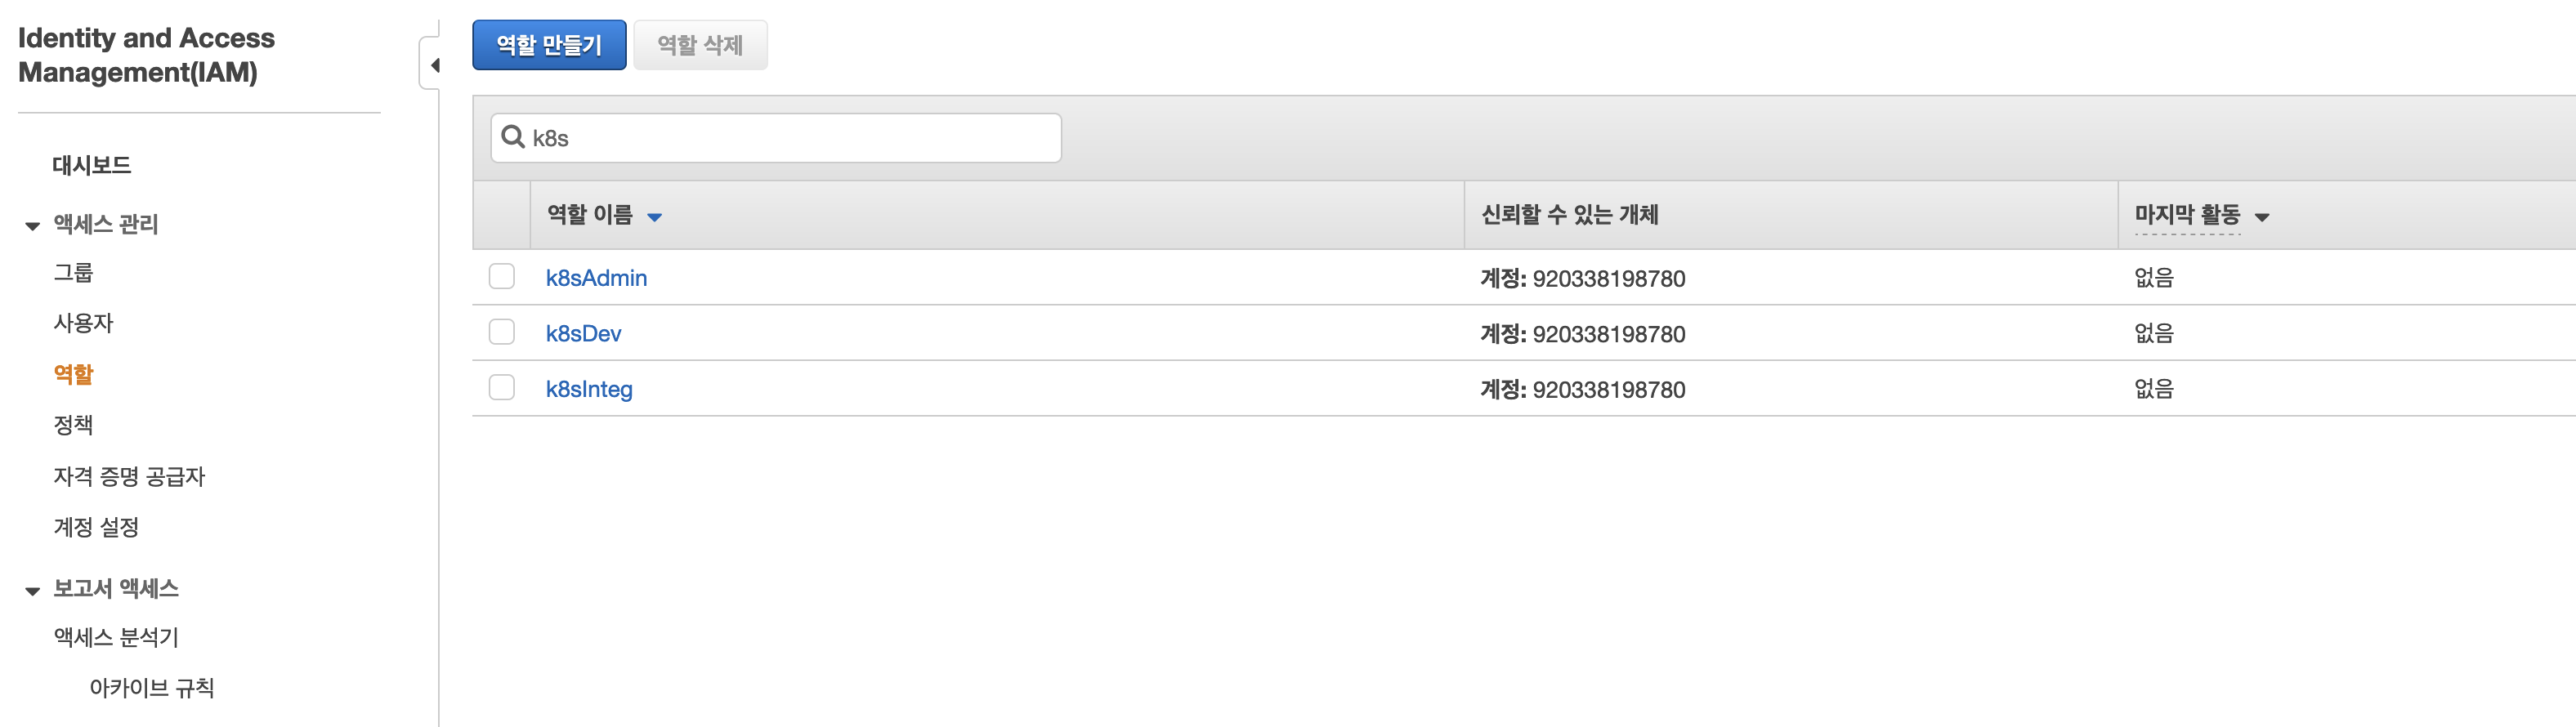 Identity and Access
Management(IAM)
대시보드
액세스 관리
그룹
사용자
역할
정책
자격 증명 공급자
계정 설정
보고서 액세스
액세스 분석기
아카이브 규칙
역할 만들기 역할 삭제
k8s
역할 이름 신뢰할 수 있는 개체 마지막 활동
k8sAdmin 계정: 920338198780 없음
k8sDev 계정: 920338198780 없음
k8sInteg 계정: 920338198780 없음